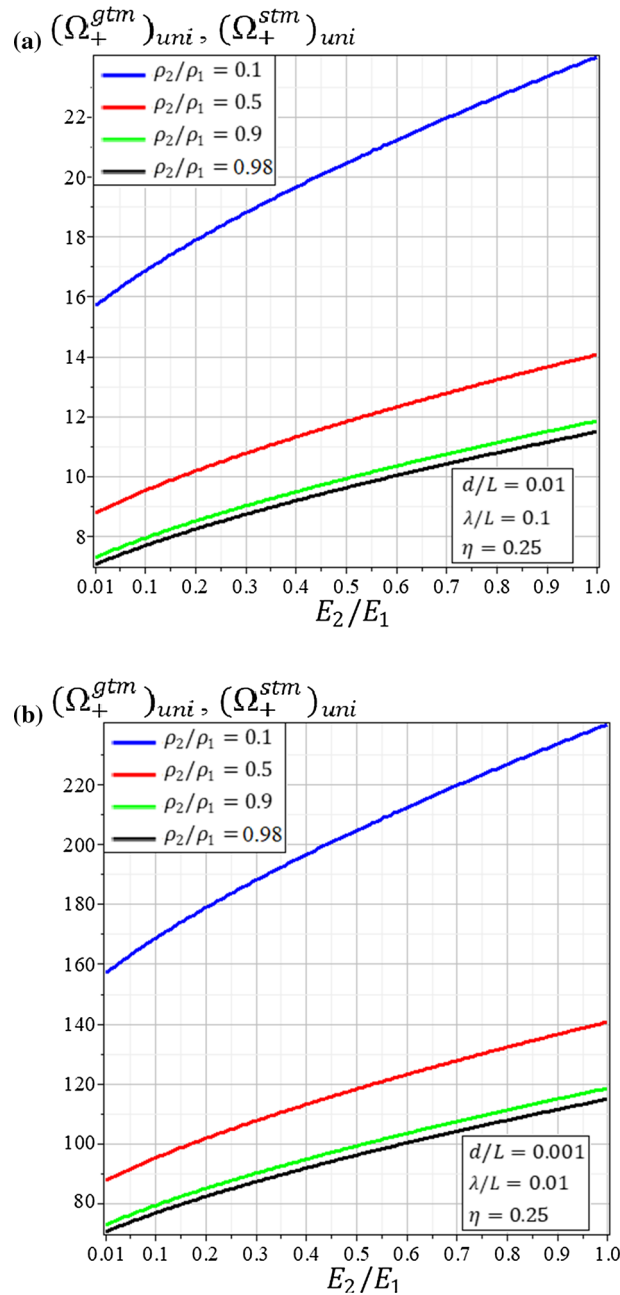 (a) (Ω₊^{gtm})_{uni} , (Ω₊^{stm})_{uni}
ρ₂/ρ₁ = 0.1
ρ₂/ρ₁ = 0.5
ρ₂/ρ₁ = 0.9
ρ₂/ρ₁ = 0.98
22
20
18
16
14
12
10
8
d/L = 0.01
λ/L = 0.1
η = 0.25
0.01 0.1 0.2 0.3 0.4 0.5 0.6 0.7 0.8 0.9 1.0
E₂/E₁
(b) (Ω₊^{gtm})_{uni} , (Ω₊^{stm})_{uni}
ρ₂/ρ₁ = 0.1
ρ₂/ρ₁ = 0.5
ρ₂/ρ₁ = 0.9
ρ₂/ρ₁ = 0.98
220
200
180
160
140
120
100
80
d/L = 0.001
λ/L = 0.01
η = 0.25
0.01 0.1 0.2 0.3 0.4 0.5 0.6 0.7 0.8 0.9 1.0
E₂/E₁